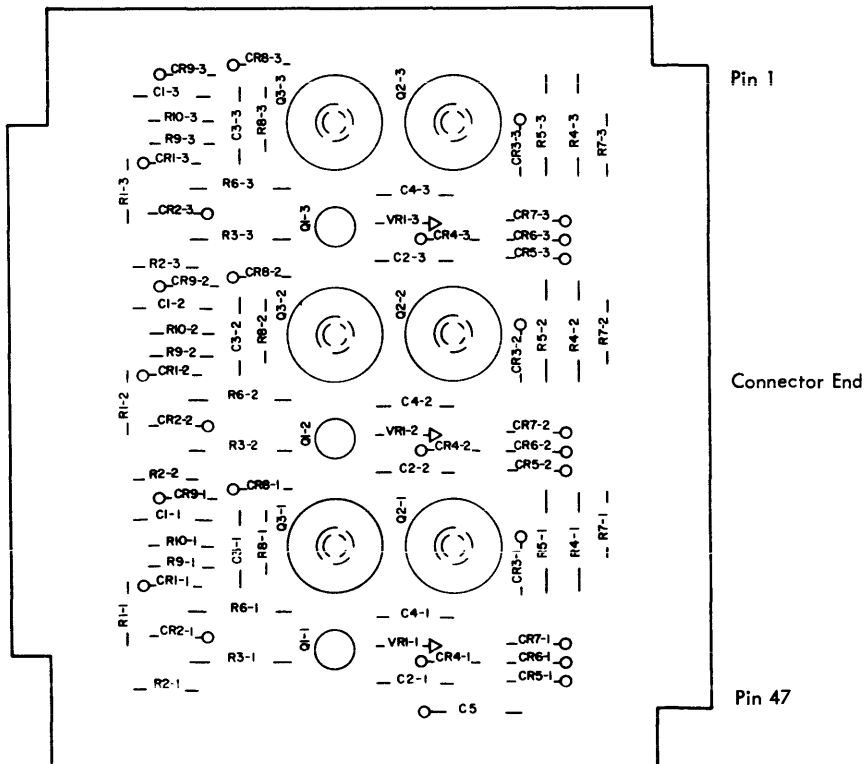 CR9-3
CR8-3
C1-3
R10-3
R9-3
CR1-3
C3-3
R8-3
Q3-3
Q2-3
CR3-3
R5-3
R4-3
R7-3
Pin 1
R1-3
R6-3
C4-3
CR2-3
Q1-3
VR1-3
CR7-3
R3-3
CR4-3
CR6-3
R2-3
C2-3
CR5-3
CR9-2
CR8-2
C1-2
R10-2
R9-2
CR1-2
C3-2
R8-2
Q3-2
Q2-2
CR3-2
R5-2
R4-2
R7-2
Connector End
R1-2
R6-2
C4-2
CR2-2
Q1-2
VR1-2
CR7-2
R3-2
CR4-2
CR6-2
R2-2
C2-2
CR5-2
CR9-1
CR8-1
C1-1
R10-1
R9-1
CR1-1
C3-1
R8-1
Q3-1
Q2-1
CR3-1
R5-1
R4-1
R7-1
R1-1
R6-1
C4-1
CR2-1
Q1-1
VR1-1
CR7-1
R3-1
CR4-1
CR6-1
R2-1
C2-1
CR5-1
Pin 47
C5